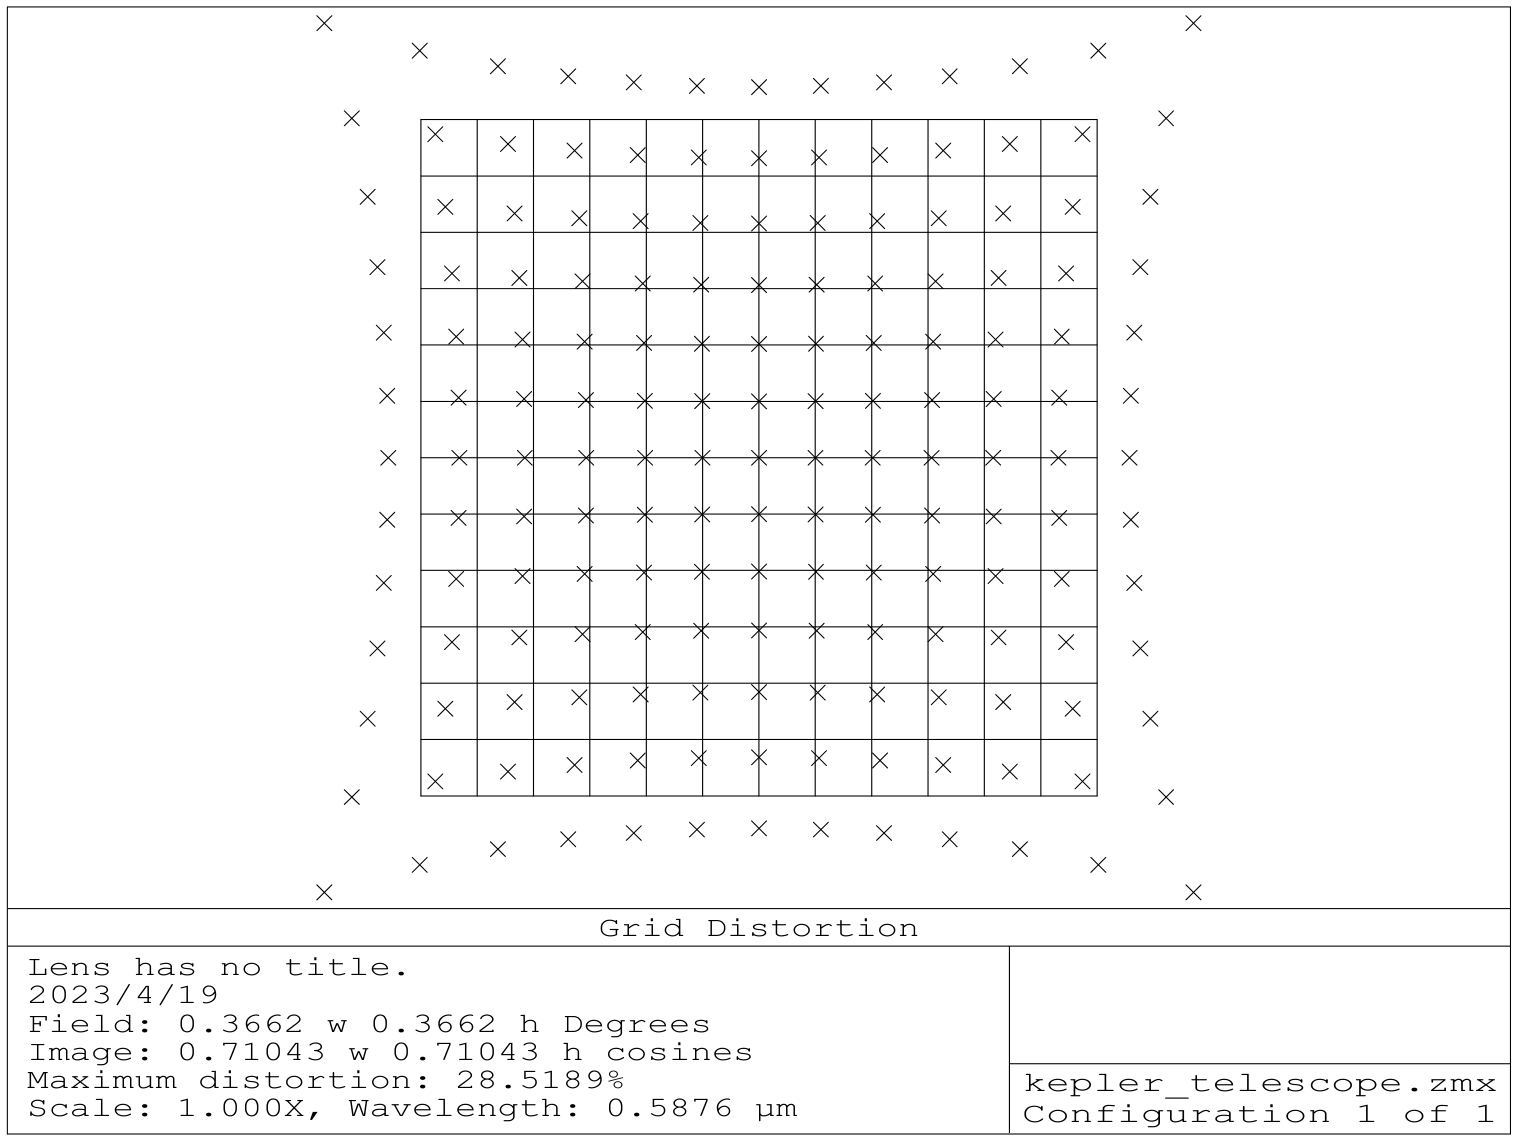 Grid Distortion
Lens has no title.
2023/4/19
Field: 0.3662 w 0.3662 h Degrees
Image: 0.71043 w 0.71043 h cosines
Maximum distortion: 28.5189%
Scale: 1.000X, Wavelength: 0.5876 µm
kepler_telescope.zmx
Configuration 1 of 1